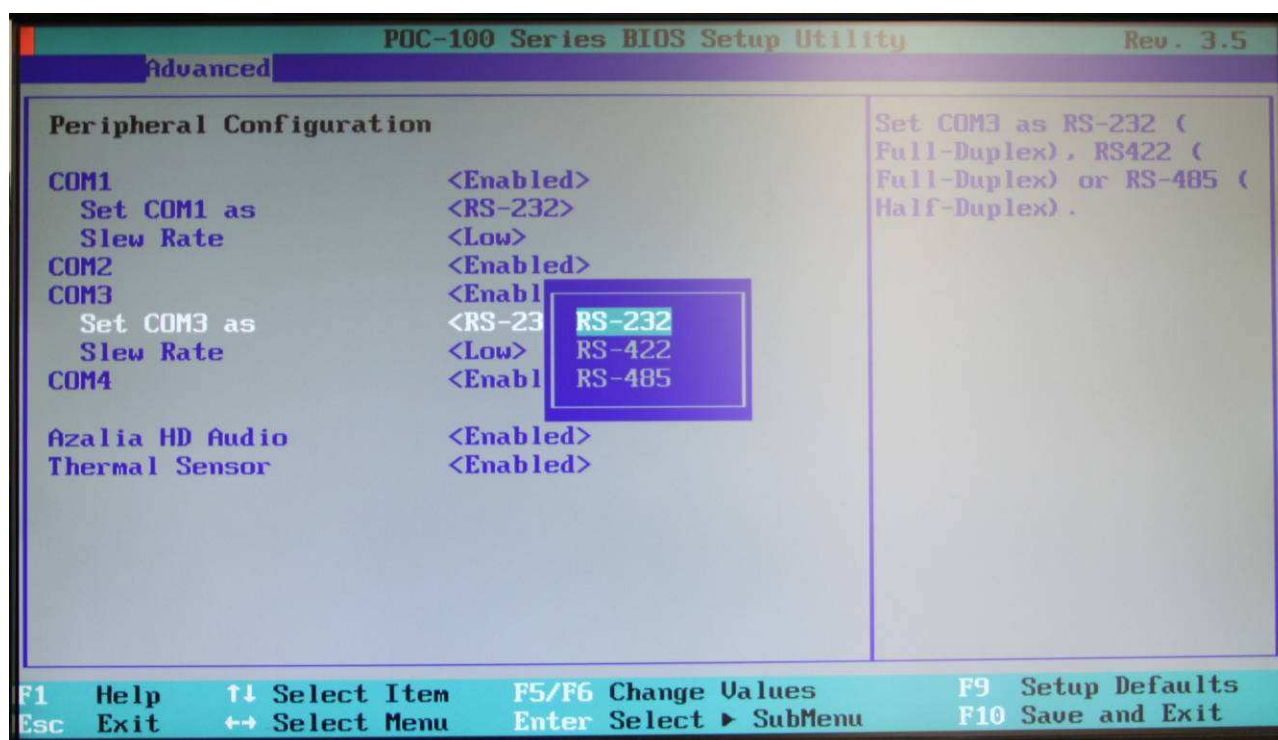 POC-100 Series BIOS Setup Utility Rev. 3.5
Advanced
Peripheral Configuration
COM1 <Enabled>
Set COM1 as <RS-232>
Slew Rate <Low>
COM2 <Enabled>
COM3 <Enabl
Set COM3 as <RS-23
Slew Rate <Low>
COM4 <Enabl
Azalia HD Audio <Enabled>
Thermal Sensor <Enabled>
RS-232
RS-422
RS-485
Set COM3 as RS-232 (
Full-Duplex), RS422 (
Full-Duplex) or RS-485 (
Half-Duplex).
F1 Help ↑↓ Select Item F5/F6 Change Values F9 Setup Defaults
Esc Exit ←→ Select Menu Enter Select ▶ SubMenu F10 Save and Exit